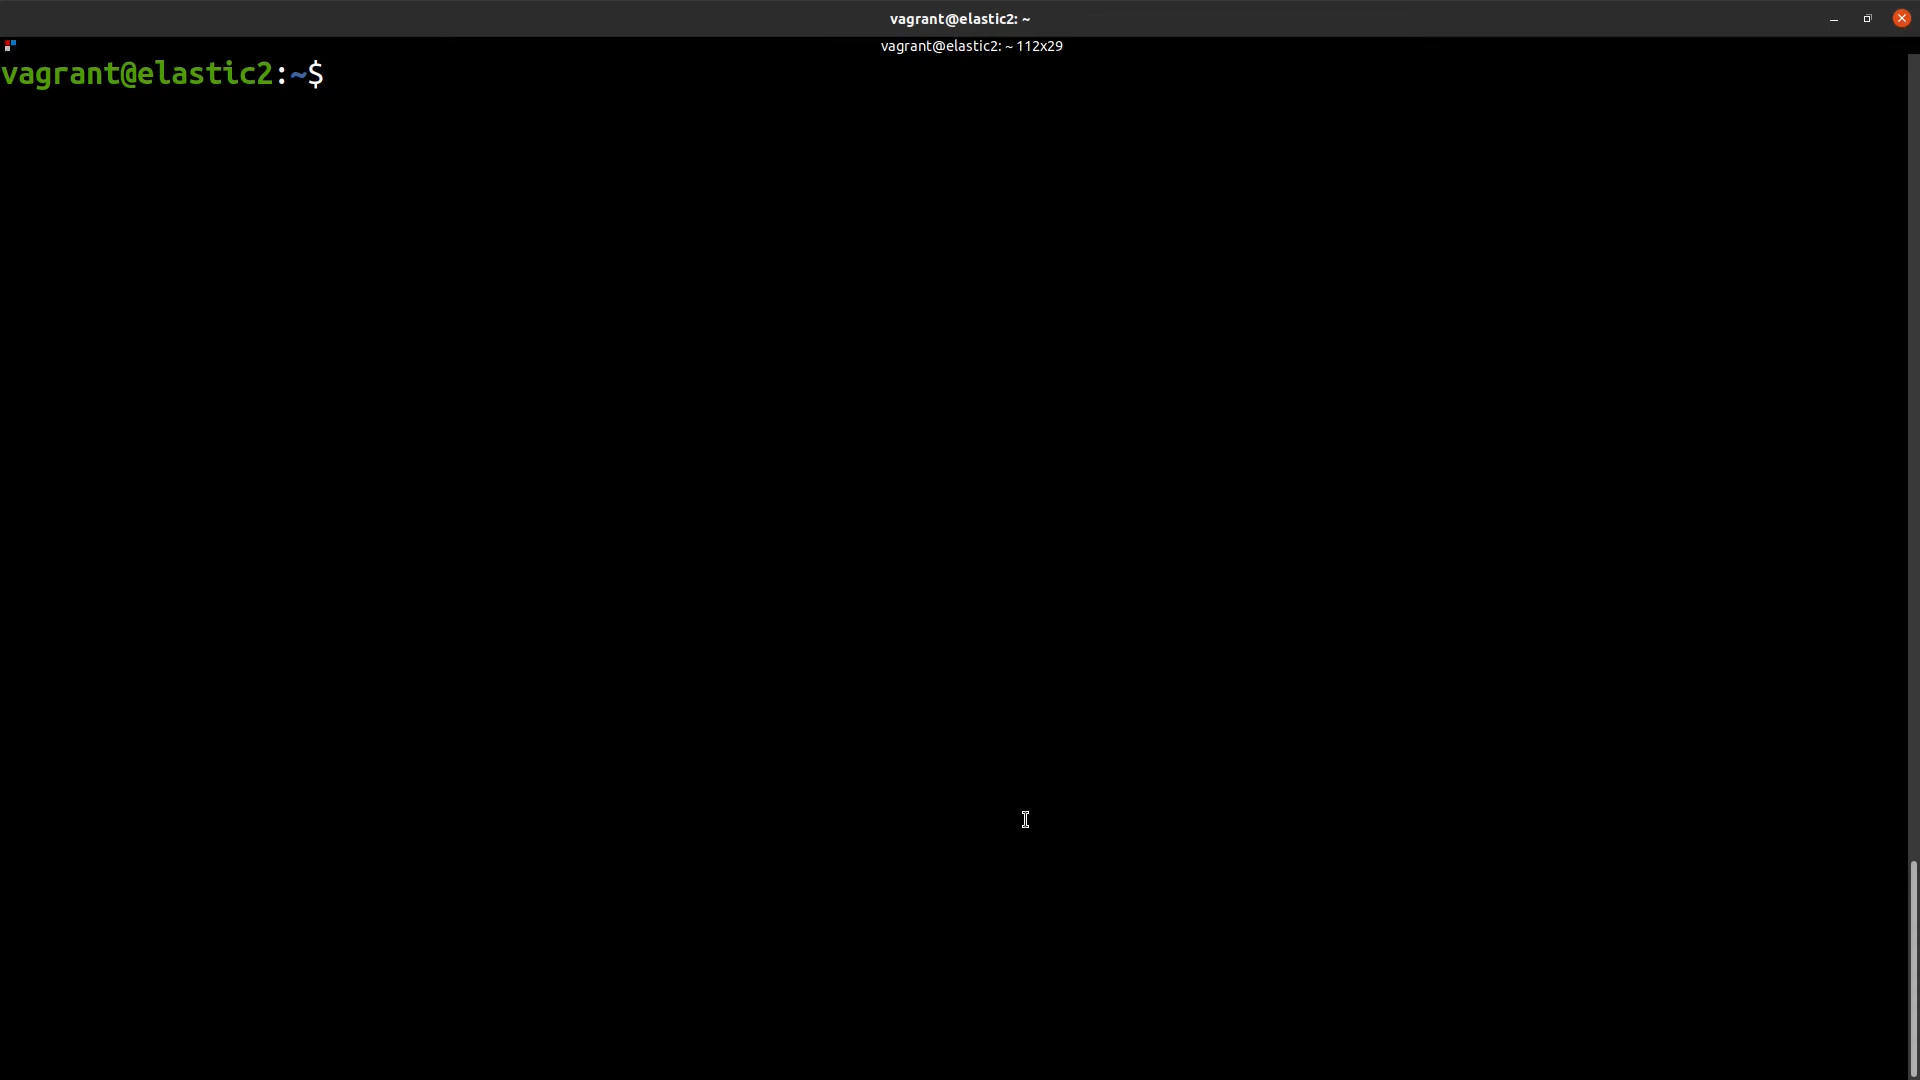 vagrant@elastic2: ~
vagrant@elastic2: ~ 112x29
vagrant@elastic2:~$